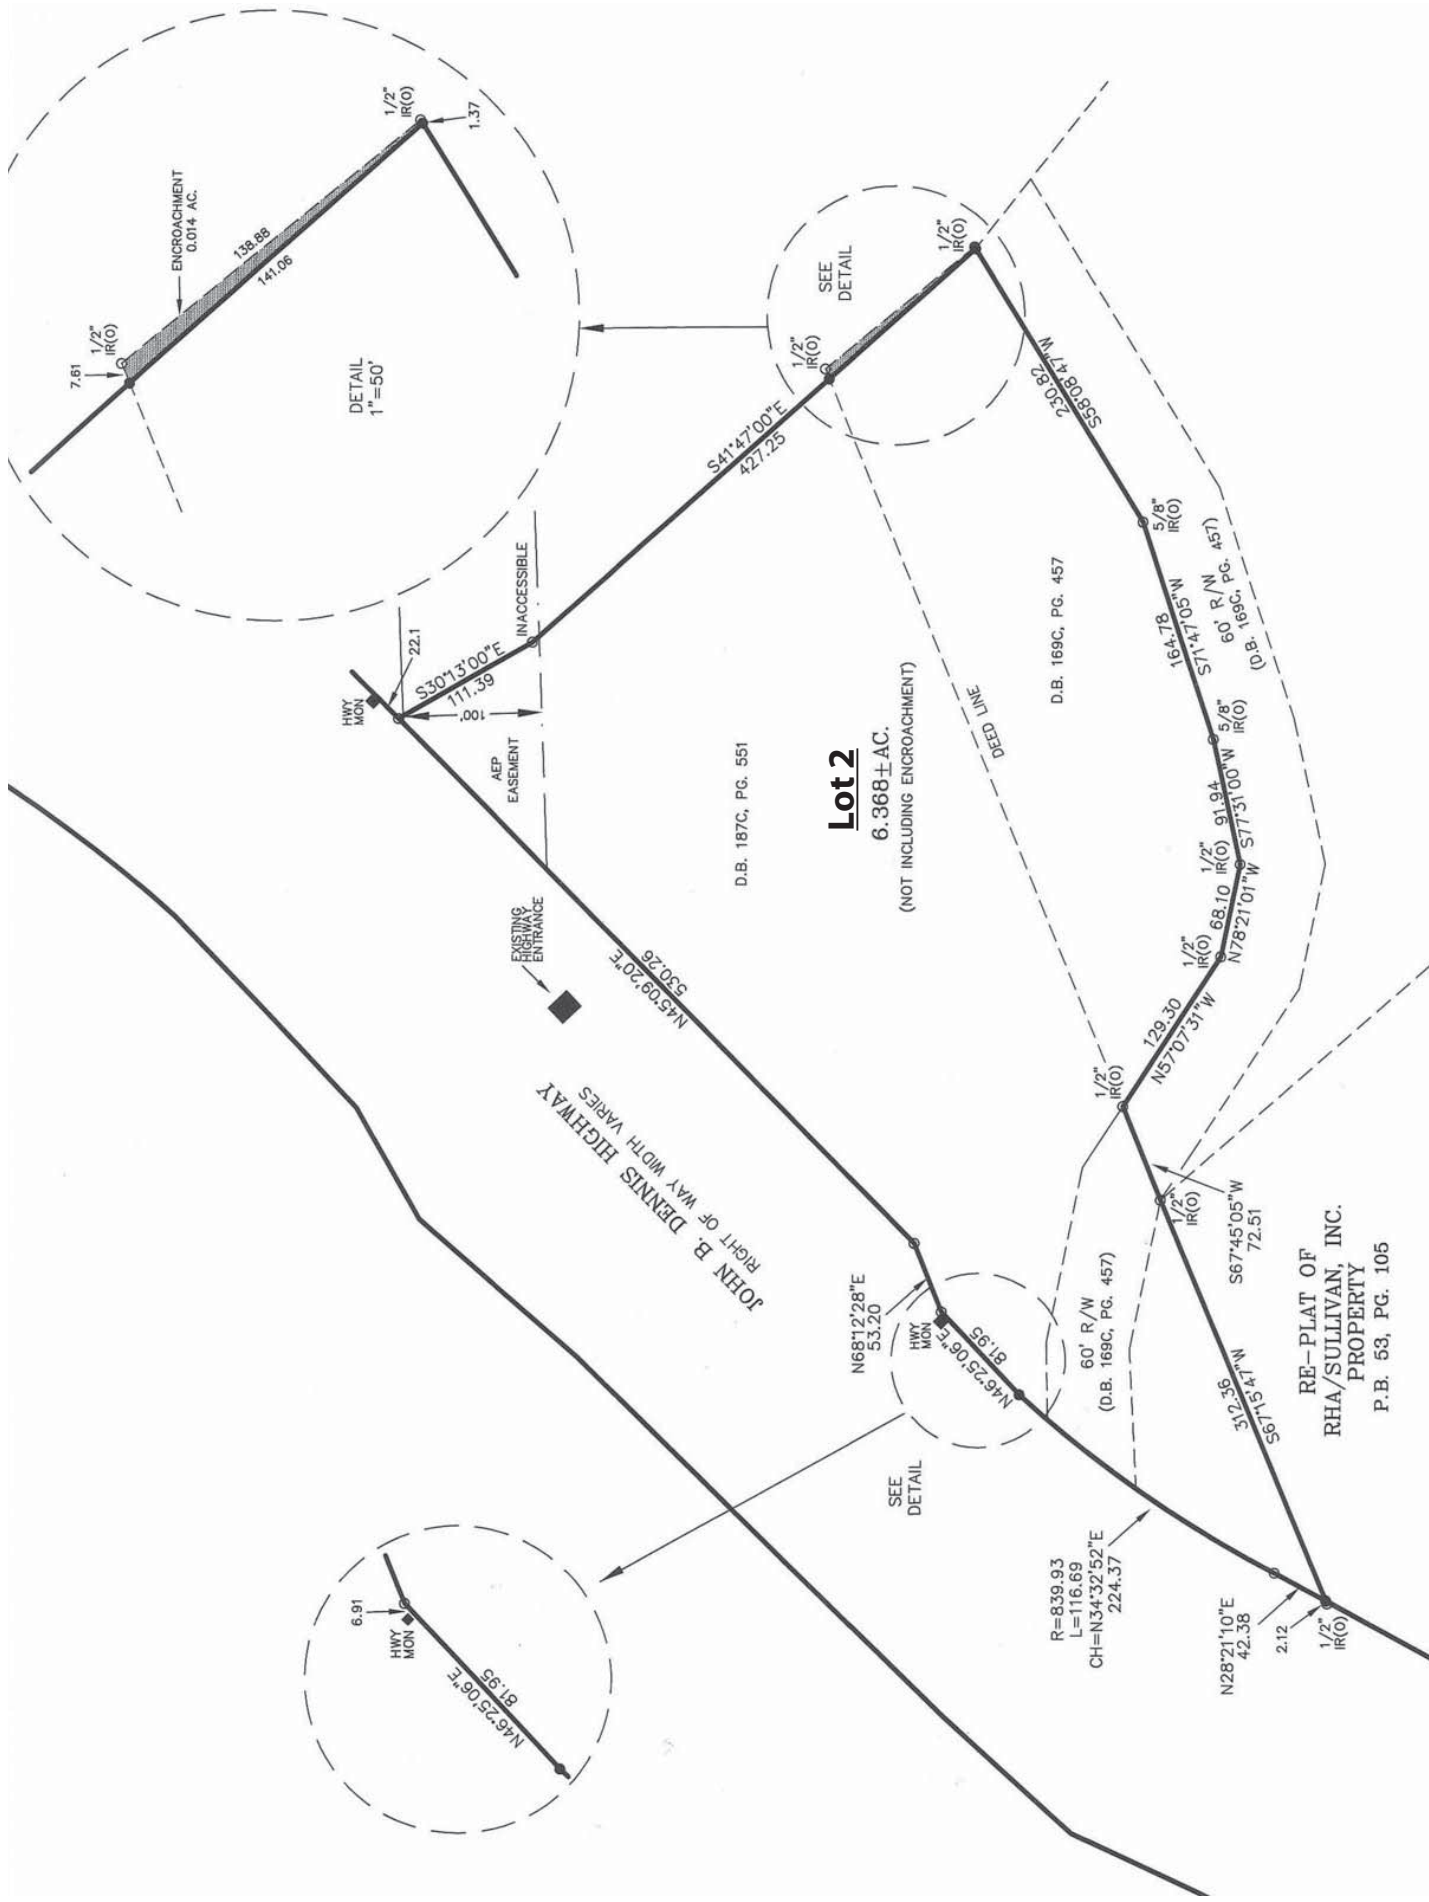 ENCROACHMENT
0.014 AC.
138.88
141.06
1/2"
IR(O)
1.37
7.61
1/2"
IR(O)
DETAIL
1"=50'
SEE
DETAIL
1/2"
IR(O)
1/2"
IR(O)
S41°47'00"E
427.25
230.82
S58°08'47"W
INACCESSIBLE
22.1
S30°13'00"E
111.39
100'
HWY
MON
AEP
EASEMENT
D.B. 187C, PG. 551
Lot 2
6.368±AC.
(NOT INCLUDING ENCROACHMENT)
DEED LINE
D.B. 169C, PG. 457
5/8"
IR(O)
164.78
S71°47'05"W
60' R/W
(D.B. 169C, PG. 457)
5/8"
IR(O)
91.94
S77°31'00"W
1/2"
IR(O)
68.10
N78°21'01"W
1/2"
IR(O)
129.30
N57°07'31"W
1/2"
IR(O)
EXISTING
HIGHWAY
ENTRANCE
N45°09'20"E
530.26
JOHN B. DENNIS HIGHWAY
RIGHT OF WAY WIDTH VARIES
N68°12'28"E
53.20
HWY
MON
N46°25'06"E
81.95
60' R/W
(D.B. 169C, PG. 457)
1/2"
IR(O)
S67°45'05"W
72.51
312.36
S67°15'47"W
RE-PLAT OF
RHA/SULLIVAN, INC.
PROPERTY
P.B. 53, PG. 105
SEE
DETAIL
R=839.93
L=116.69
CH=N34°32'52"E
224.37
N28°21'10"E
42.38
2.12
1/2"
IR(O)
6.91
HWY
MON
N46°25'06"E
81.95